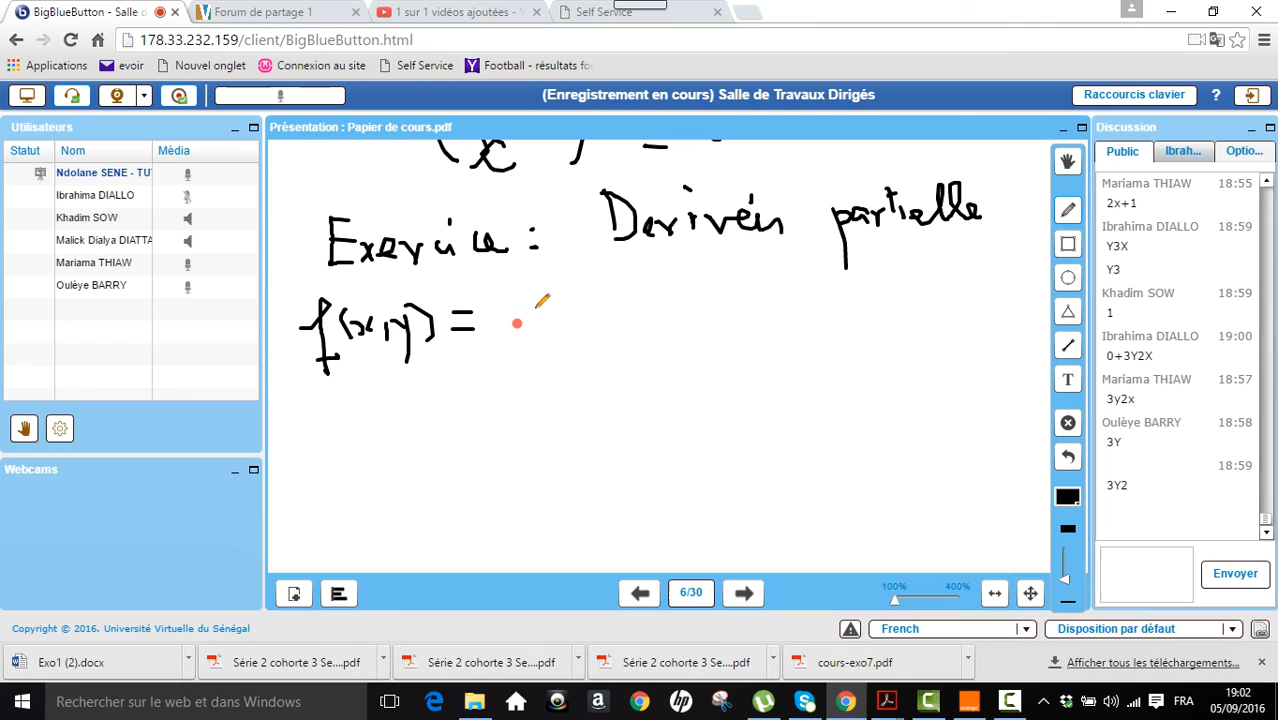 BigBlueButton - Salle d
Forum de partage 1
1 sur 1 vidéos ajoutées - Y
Self Service
178.33.232.159/client/BigBlueButton.html
Applications
evoir
Nouvel onglet
Connexion au site
Self Service
Football - résultats fo
(Enregistrement en cours) Salle de Travaux Dirigés
Raccourcis clavier
?
Utilisateurs
Statut Nom Média
Ndolane SENE - TU
Ibrahima DIALLO
Khadim SOW
Malick Dialya DIATTA
Mariama THIAW
Oulèye BARRY
Webcams
Présentation : Papier de cours.pdf
Exercice : Derivéés partielle
f(x,y) =
T
6/30
100% 400%
Discussion
Public Ibrah... Optio...
Mariama THIAW 18:55
2x+1
Ibrahima DIALLO 18:59
Y3X
Y3
Khadim SOW 18:59
1
Ibrahima DIALLO 19:00
0+3Y2X
Mariama THIAW 18:57
3y2x
Oulèye BARRY 18:58
3Y
18:59
3Y2
Envoyer
Copyright © 2016. Université Virtuelle du Sénégal
French
Disposition par défaut
Exo1 (2).docx
Série 2 cohorte 3 Se....pdf
Série 2 cohorte 3 Se....pdf
Série 2 cohorte 3 Se....pdf
cours-exo7.pdf
Afficher tous les téléchargements...
Rechercher sur le web et dans Windows
FRA
19:02
05/09/2016